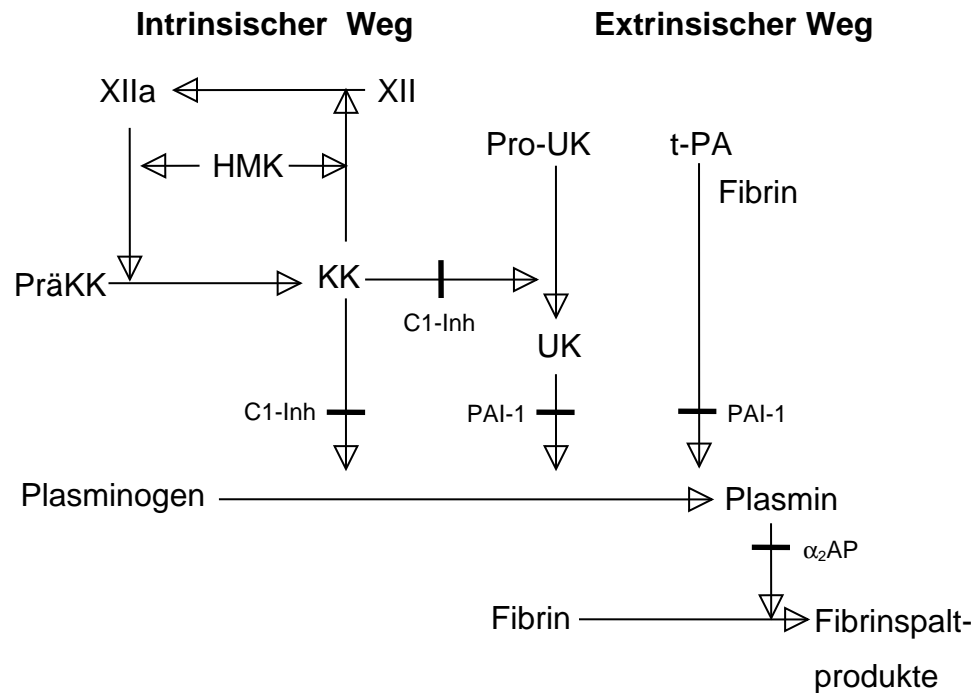 Intrinsischer Weg
Extrinsischer Weg
XIIa
XII
Pro-UK
t-PA
HMK
Fibrin
PräKK
KK
C1-Inh
UK
C1-Inh
PAI-1
PAI-1
Plasminogen
Plasmin
α₂AP
Fibrin
Fibrinspalt-
produkte